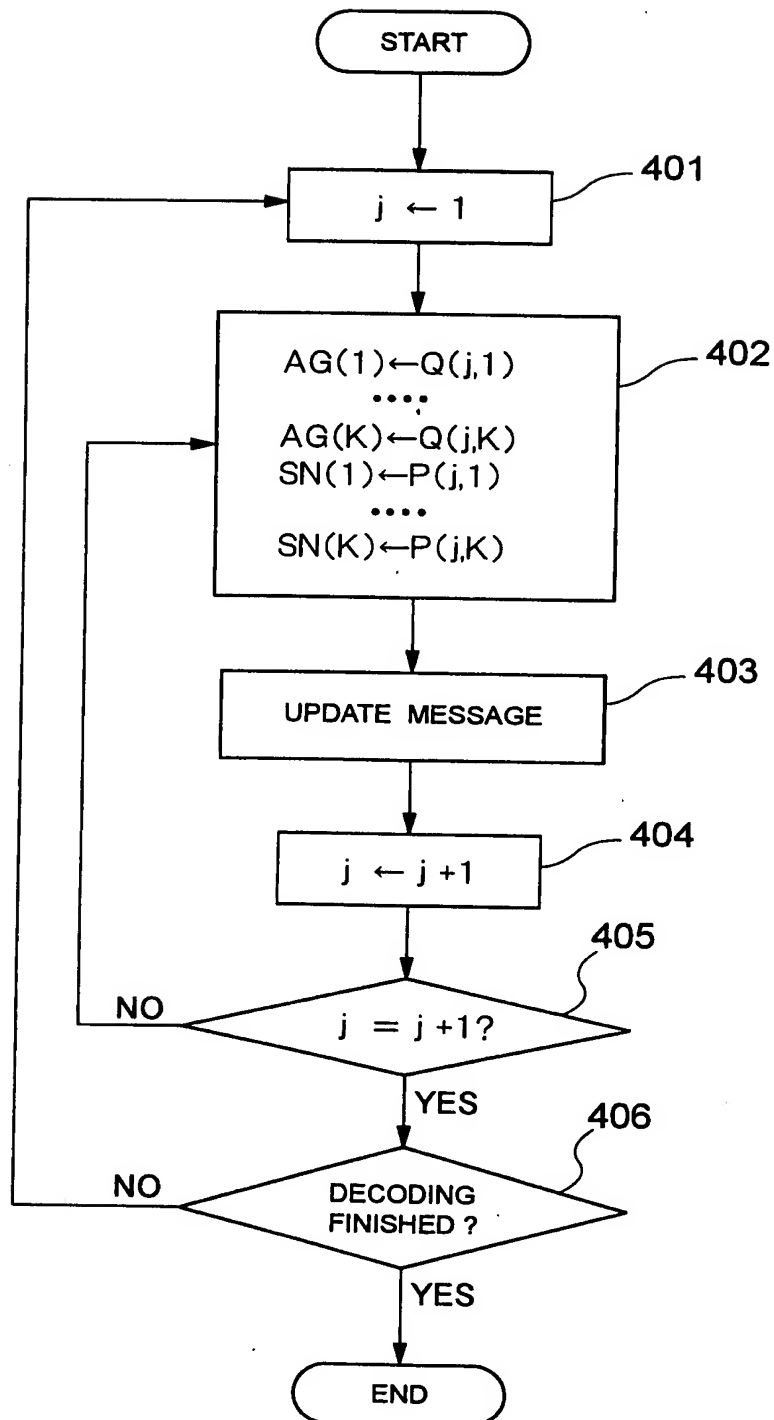 START
401
j ← 1
402
AG(1)←Q(j,1)
••••
AG(K)←Q(j,K)
SN(1)←P(j,1)
••••
SN(K)←P(j,K)
403
UPDATE MESSAGE
404
j ← j+1
405
NO
j = j+1?
YES
406
NO
DECODING
FINISHED ?
YES
END